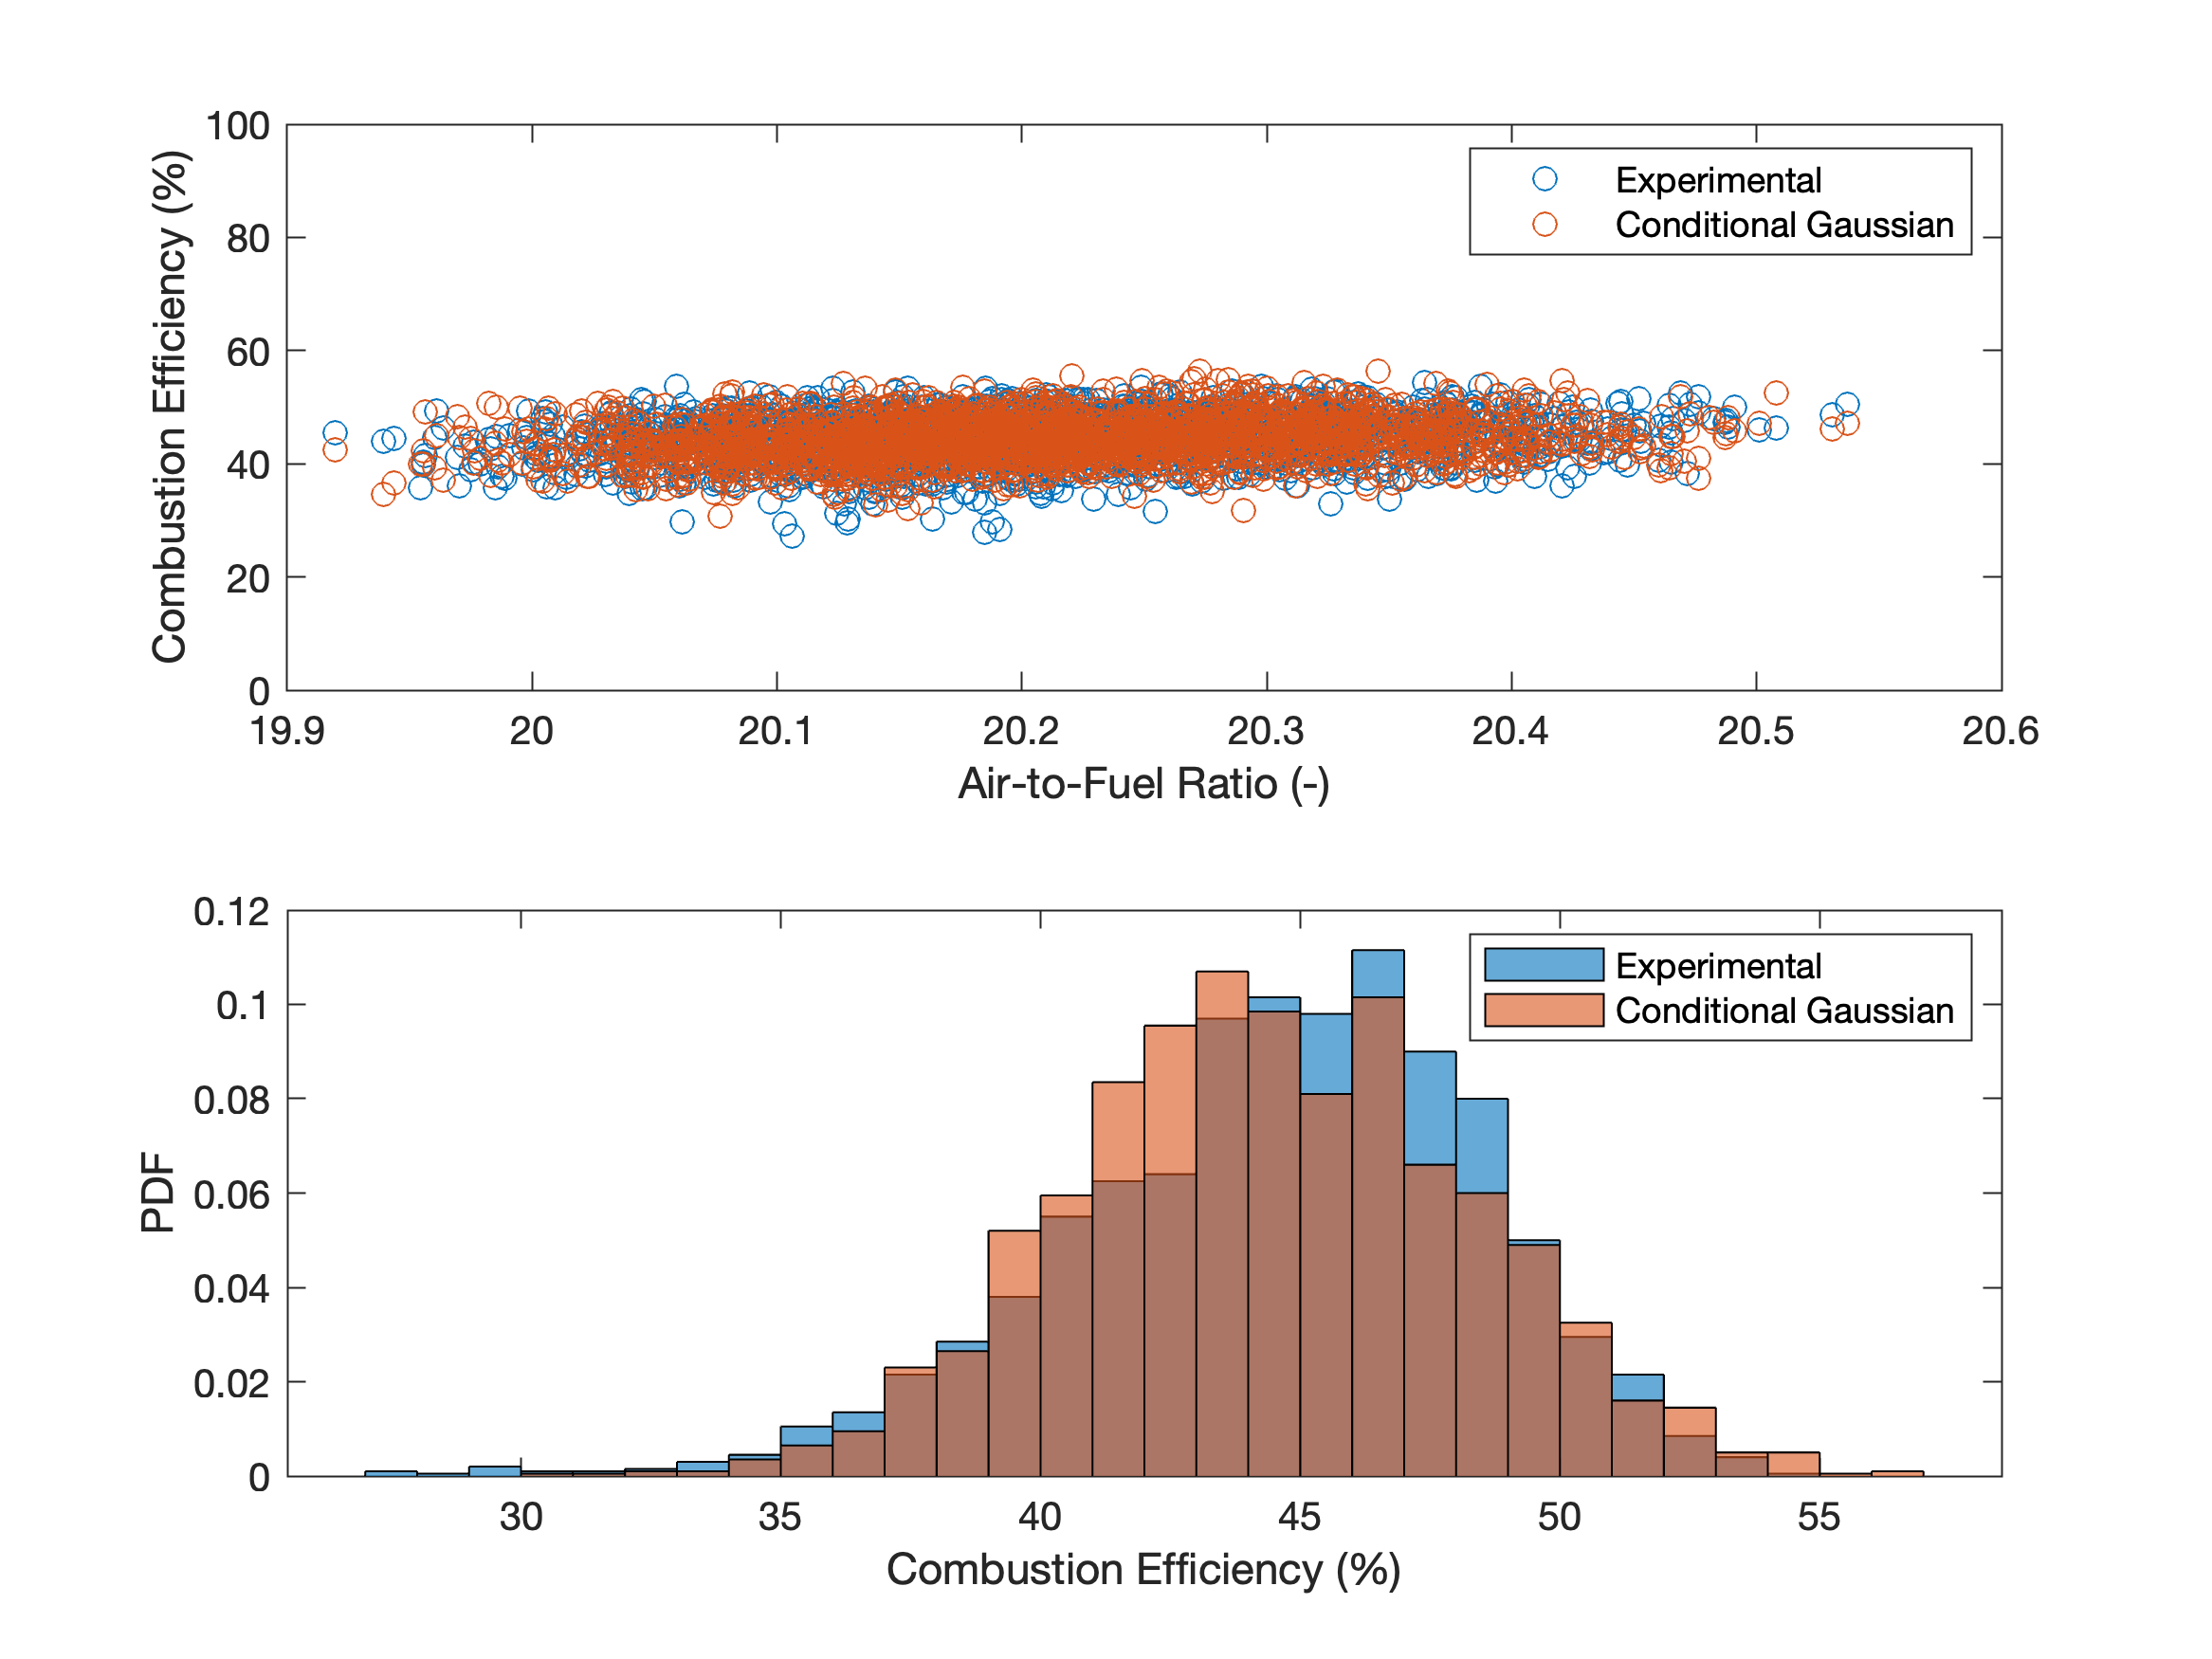 100
80
60
40
20
0
Combustion Efficiency (%)
Experimental
Conditional Gaussian
19.9 20 20.1 20.2 20.3 20.4 20.5 20.6
Air-to-Fuel Ratio (-)
0.12
0.1
0.08
0.06
0.04
0.02
0
PDF
Experimental
Conditional Gaussian
30 35 40 45 50 55
Combustion Efficiency (%)